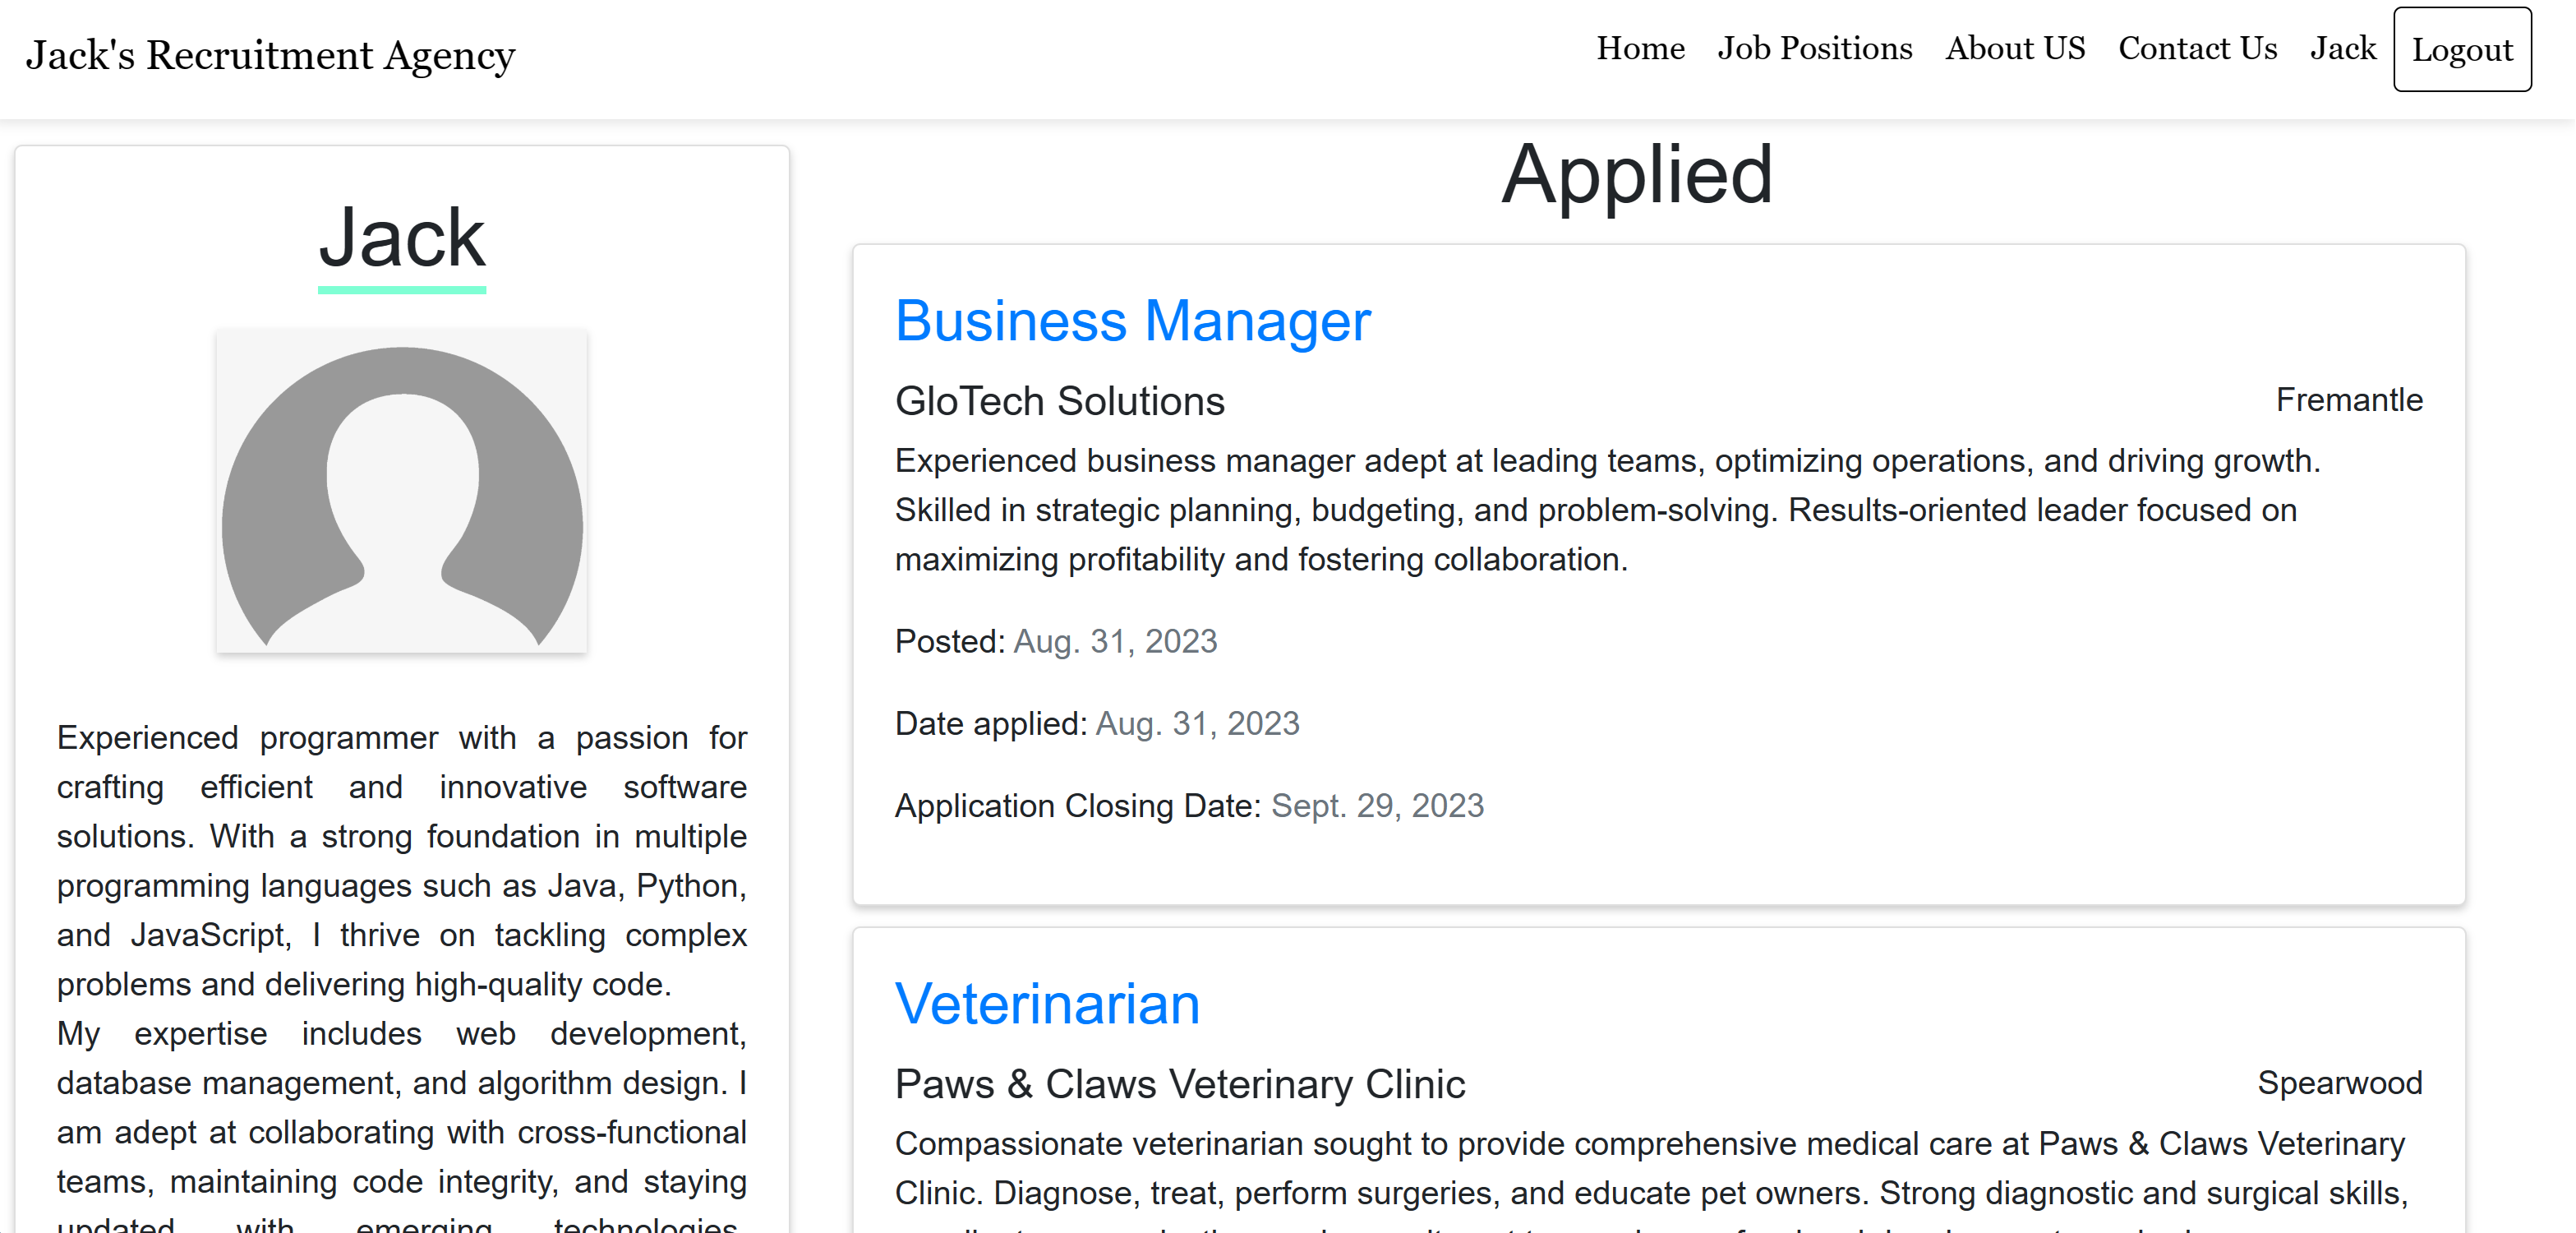 Jack's Recruitment Agency
Home Job Positions About US Contact Us Jack Logout
Jack
Experienced programmer with a passion for
crafting efficient and innovative software
solutions. With a strong foundation in multiple
programming languages such as Java, Python,
and JavaScript, I thrive on tackling complex
problems and delivering high-quality code.
My expertise includes web development,
database management, and algorithm design. I
am adept at collaborating with cross-functional
teams, maintaining code integrity, and staying
updated with emerging technologies.
Applied
Business Manager
GloTech Solutions
Fremantle
Experienced business manager adept at leading teams, optimizing operations, and driving growth.
Skilled in strategic planning, budgeting, and problem-solving. Results-oriented leader focused on
maximizing profitability and fostering collaboration.
Posted: Aug. 31, 2023
Date applied: Aug. 31, 2023
Application Closing Date: Sept. 29, 2023
Veterinarian
Paws & Claws Veterinary Clinic
Spearwood
Compassionate veterinarian sought to provide comprehensive medical care at Paws & Claws Veterinary
Clinic. Diagnose, treat, perform surgeries, and educate pet owners. Strong diagnostic and surgical skills,